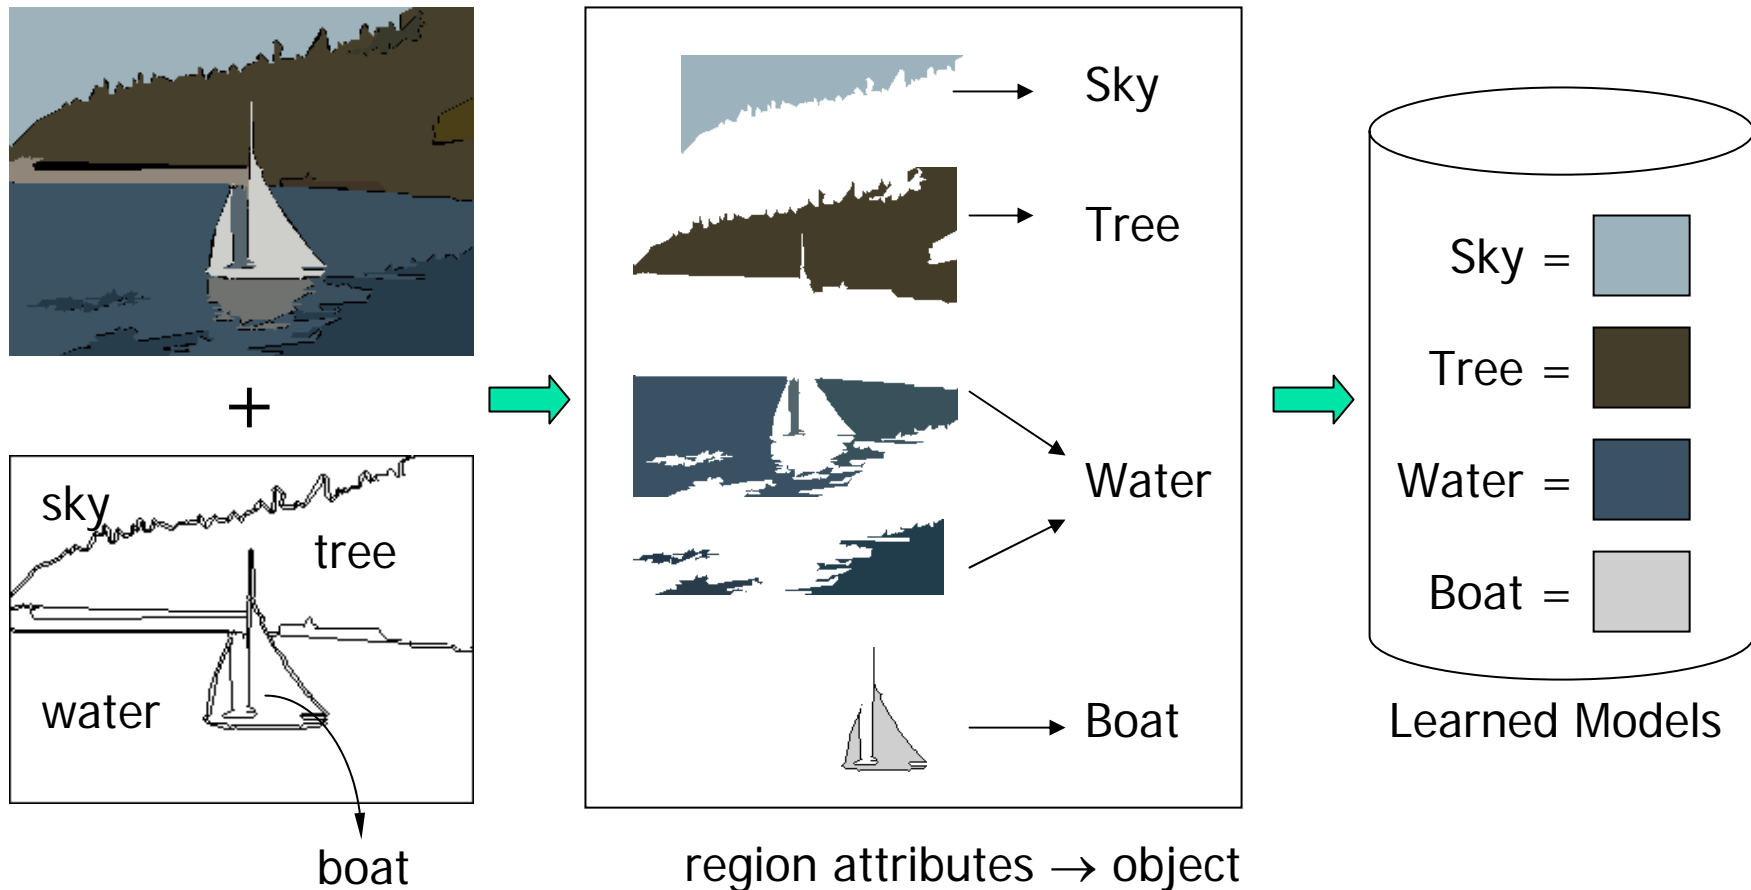 +
sky
tree
water
boat
Sky
Tree
Water
Boat
region attributes → object
Sky =
Tree =
Water =
Boat =
Learned Models